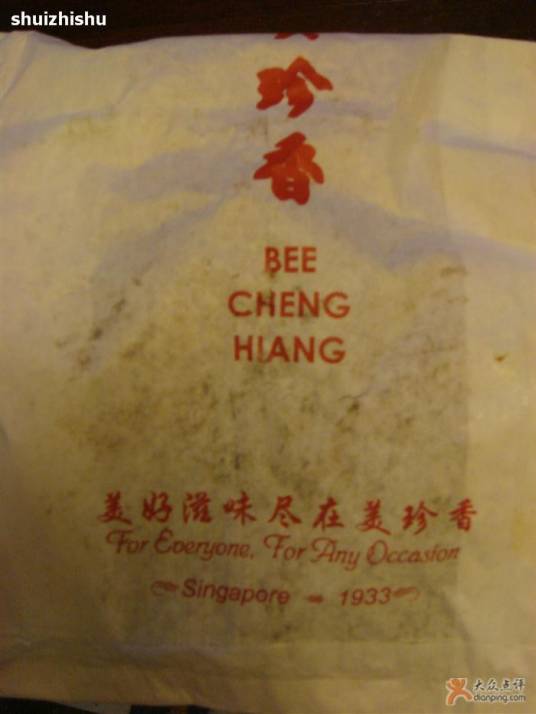 shuizhishu
珍
香
BEE
CHENG
HIANG
美好滋味尽在美珍香
For Everyone, For Any Occasion
Singapore - 1933
大众点评
dianping.com